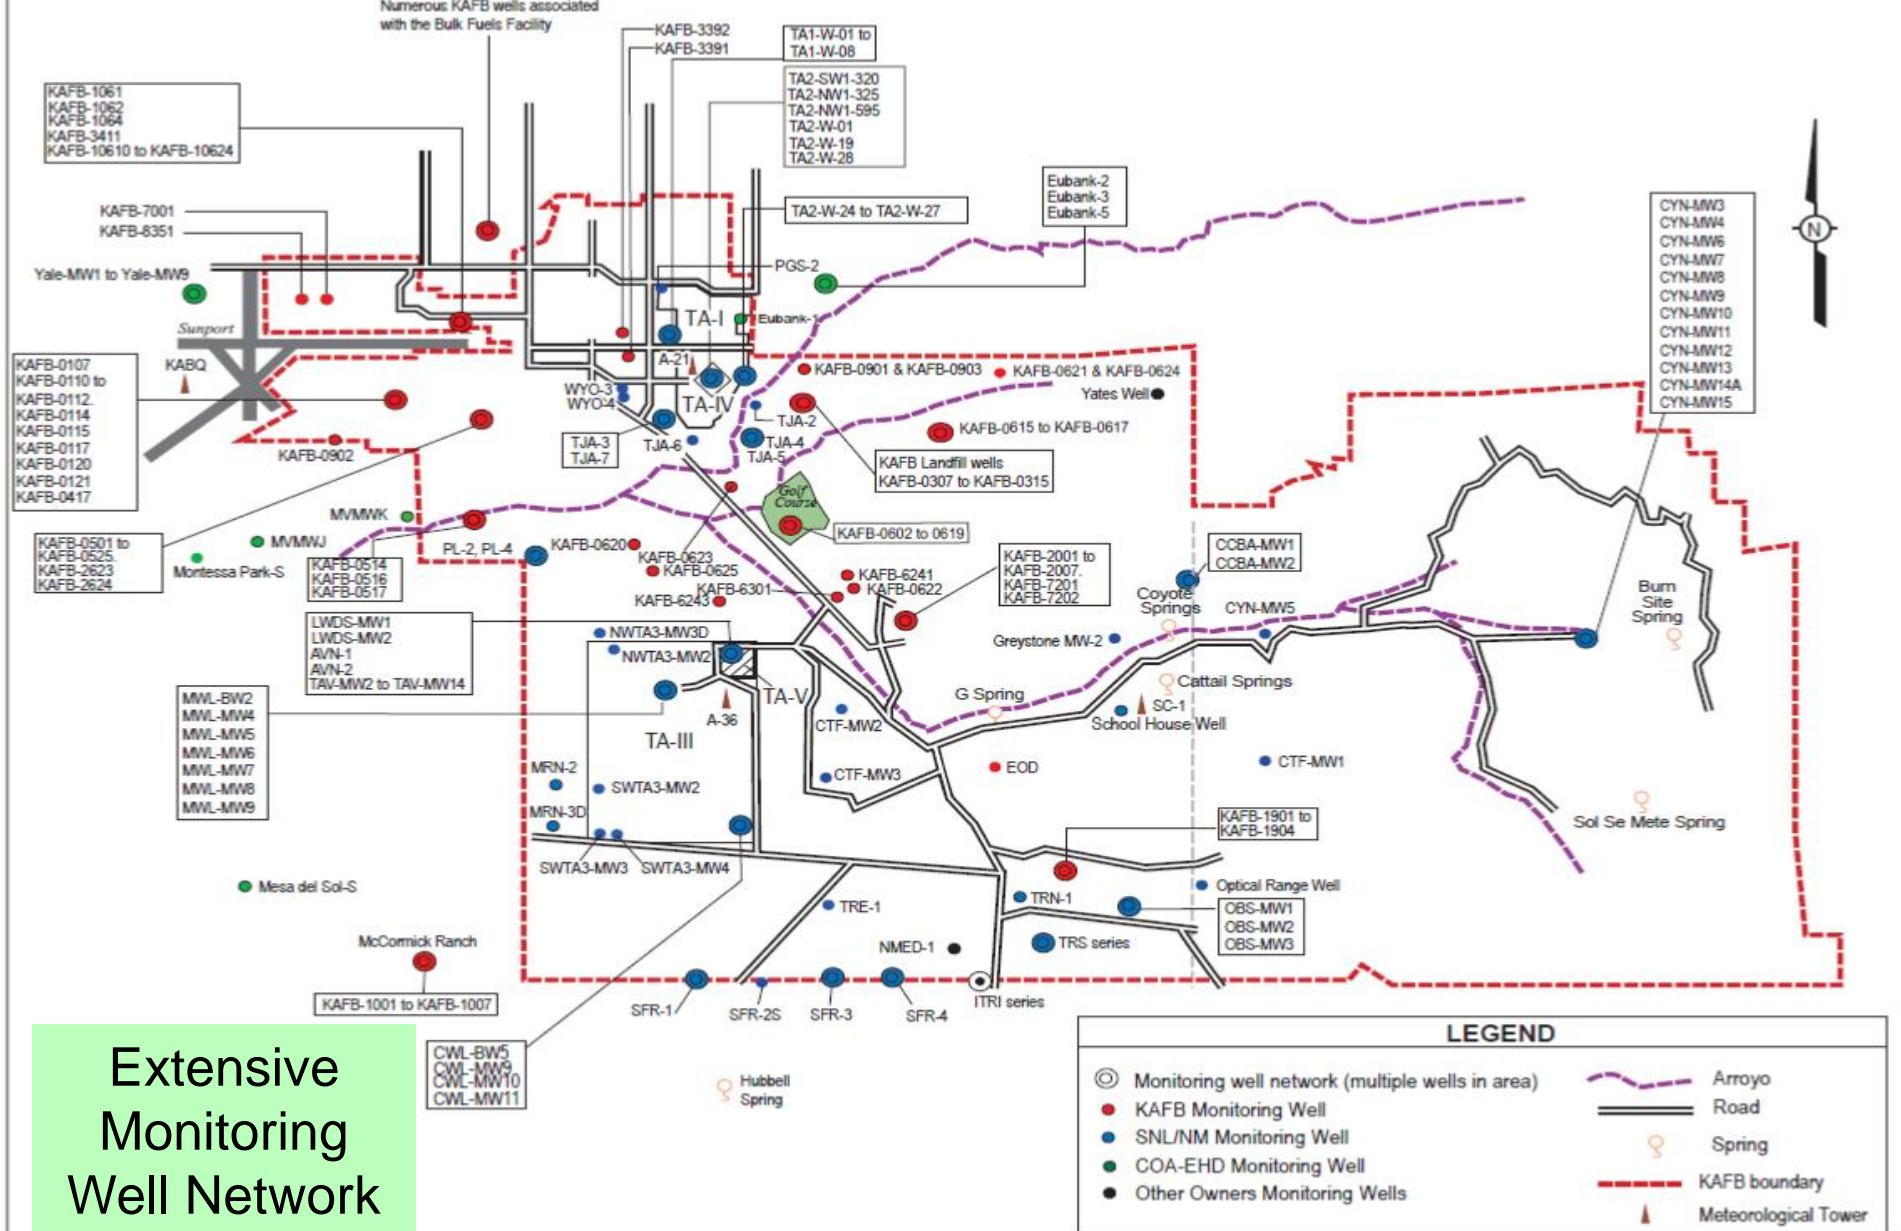 Numerous KAFB wells associated
with the Bulk Fuels Facility
KAFB-3392
KAFB-3391
TA1-W-01 to
TA1-W-08
TA2-SW1-320
TA2-NW1-325
TA2-NW1-595
TA2-W-01
TA2-W-19
TA2-W-28
KAFB-1061
KAFB-1062
KAFB-1064
KAFB-3411
KAFB-10610 to KAFB-10624
Eubank-2
Eubank-3
Eubank-5
TA2-W-24 to TA2-W-27
CYN-MW3
CYN-MW4
CYN-MW6
CYN-MW7
CYN-MW8
CYN-MW9
CYN-MW10
CYN-MW11
CYN-MW12
CYN-MW13
CYN-MW14A
CYN-MW15
N
KAFB-7001
KAFB-8351
Yale-MW1 to Yale-MW9
PGS-2
Sunport
TA-I
Eubank-1
KABQ
A-21
KAFB-0107
KAFB-0110 to
KAFB-0112.
KAFB-0114
KAFB-0115
KAFB-0117
KAFB-0120
KAFB-0121
KAFB-0417
KAFB-0901 & KAFB-0903
KAFB-0621 & KAFB-0624
Yates Well
WYO-3
WYO-4
TA-IV
TJA-2
KAFB-0615 to KAFB-0617
TJA-3
TJA-7
TJA-6
TJA-4
TJA-5
KAFB-0902
KAFB Landfill wells
KAFB-0307 to KAFB-0315
Golf
Course
MVMWK
MVMWJ
Montessa Park-S
KAFB-0501 to
KAFB-0525.
KAFB-2623
KAFB-2624
PL-2, PL-4
KAFB-0514
KAFB-0516
KAFB-0517
KAFB-0620
KAFB-0623
KAFB-0625
KAFB-0602 to 0619
KAFB-6241
KAFB-0622
KAFB-6301
KAFB-6243
KAFB-2001 to
KAFB-2007.
KAFB-7201
KAFB-7202
CCBA-MW1
CCBA-MW2
Coyote
Springs
CYN-MW5
Burn
Site
Spring
LWDS-MW1
LWDS-MW2
AVN-1
AVN-2
TAV-MW2 to TAV-MW14
NWTA3-MW3D
NWTA3-MW2
Greystone MW-2
MWL-BW2
MWL-MW4
MWL-MW5
MWL-MW6
MWL-MW7
MWL-MW8
MWL-MW9
TA-V
A-36
TA-III
G Spring
Cattail Springs
SC-1
School House Well
CTF-MW2
CTF-MW3
EOD
CTF-MW1
MRN-2
SWTA3-MW2
MRN-3D
SWTA3-MW3
SWTA3-MW4
KAFB-1901 to
KAFB-1904
Sol Se Mete Spring
Mesa del Sol-S
TRE-1
TRN-1
Optical Range Well
OBS-MW1
OBS-MW2
OBS-MW3
McCormick Ranch
KAFB-1001 to KAFB-1007
NMED-1
TRS series
ITRI series
SFR-1
SFR-2S
SFR-3
SFR-4
CWL-BW5
CWL-MW9
CWL-MW10
CWL-MW11
Hubbell
Spring
Extensive
Monitoring
Well Network
LEGEND
Monitoring well network (multiple wells in area)
KAFB Monitoring Well
SNL/NM Monitoring Well
COA-EHD Monitoring Well
Other Owners Monitoring Wells
Arroyo
Road
Spring
KAFB boundary
Meteorological Tower